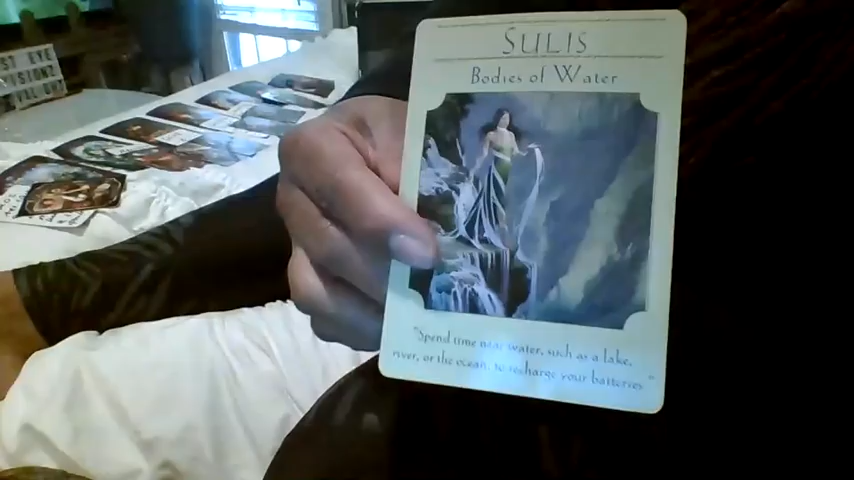 SULIS
Bodies of Water
"Spend time near water, such as a lake,
river, or the ocean, to recharge your batteries."